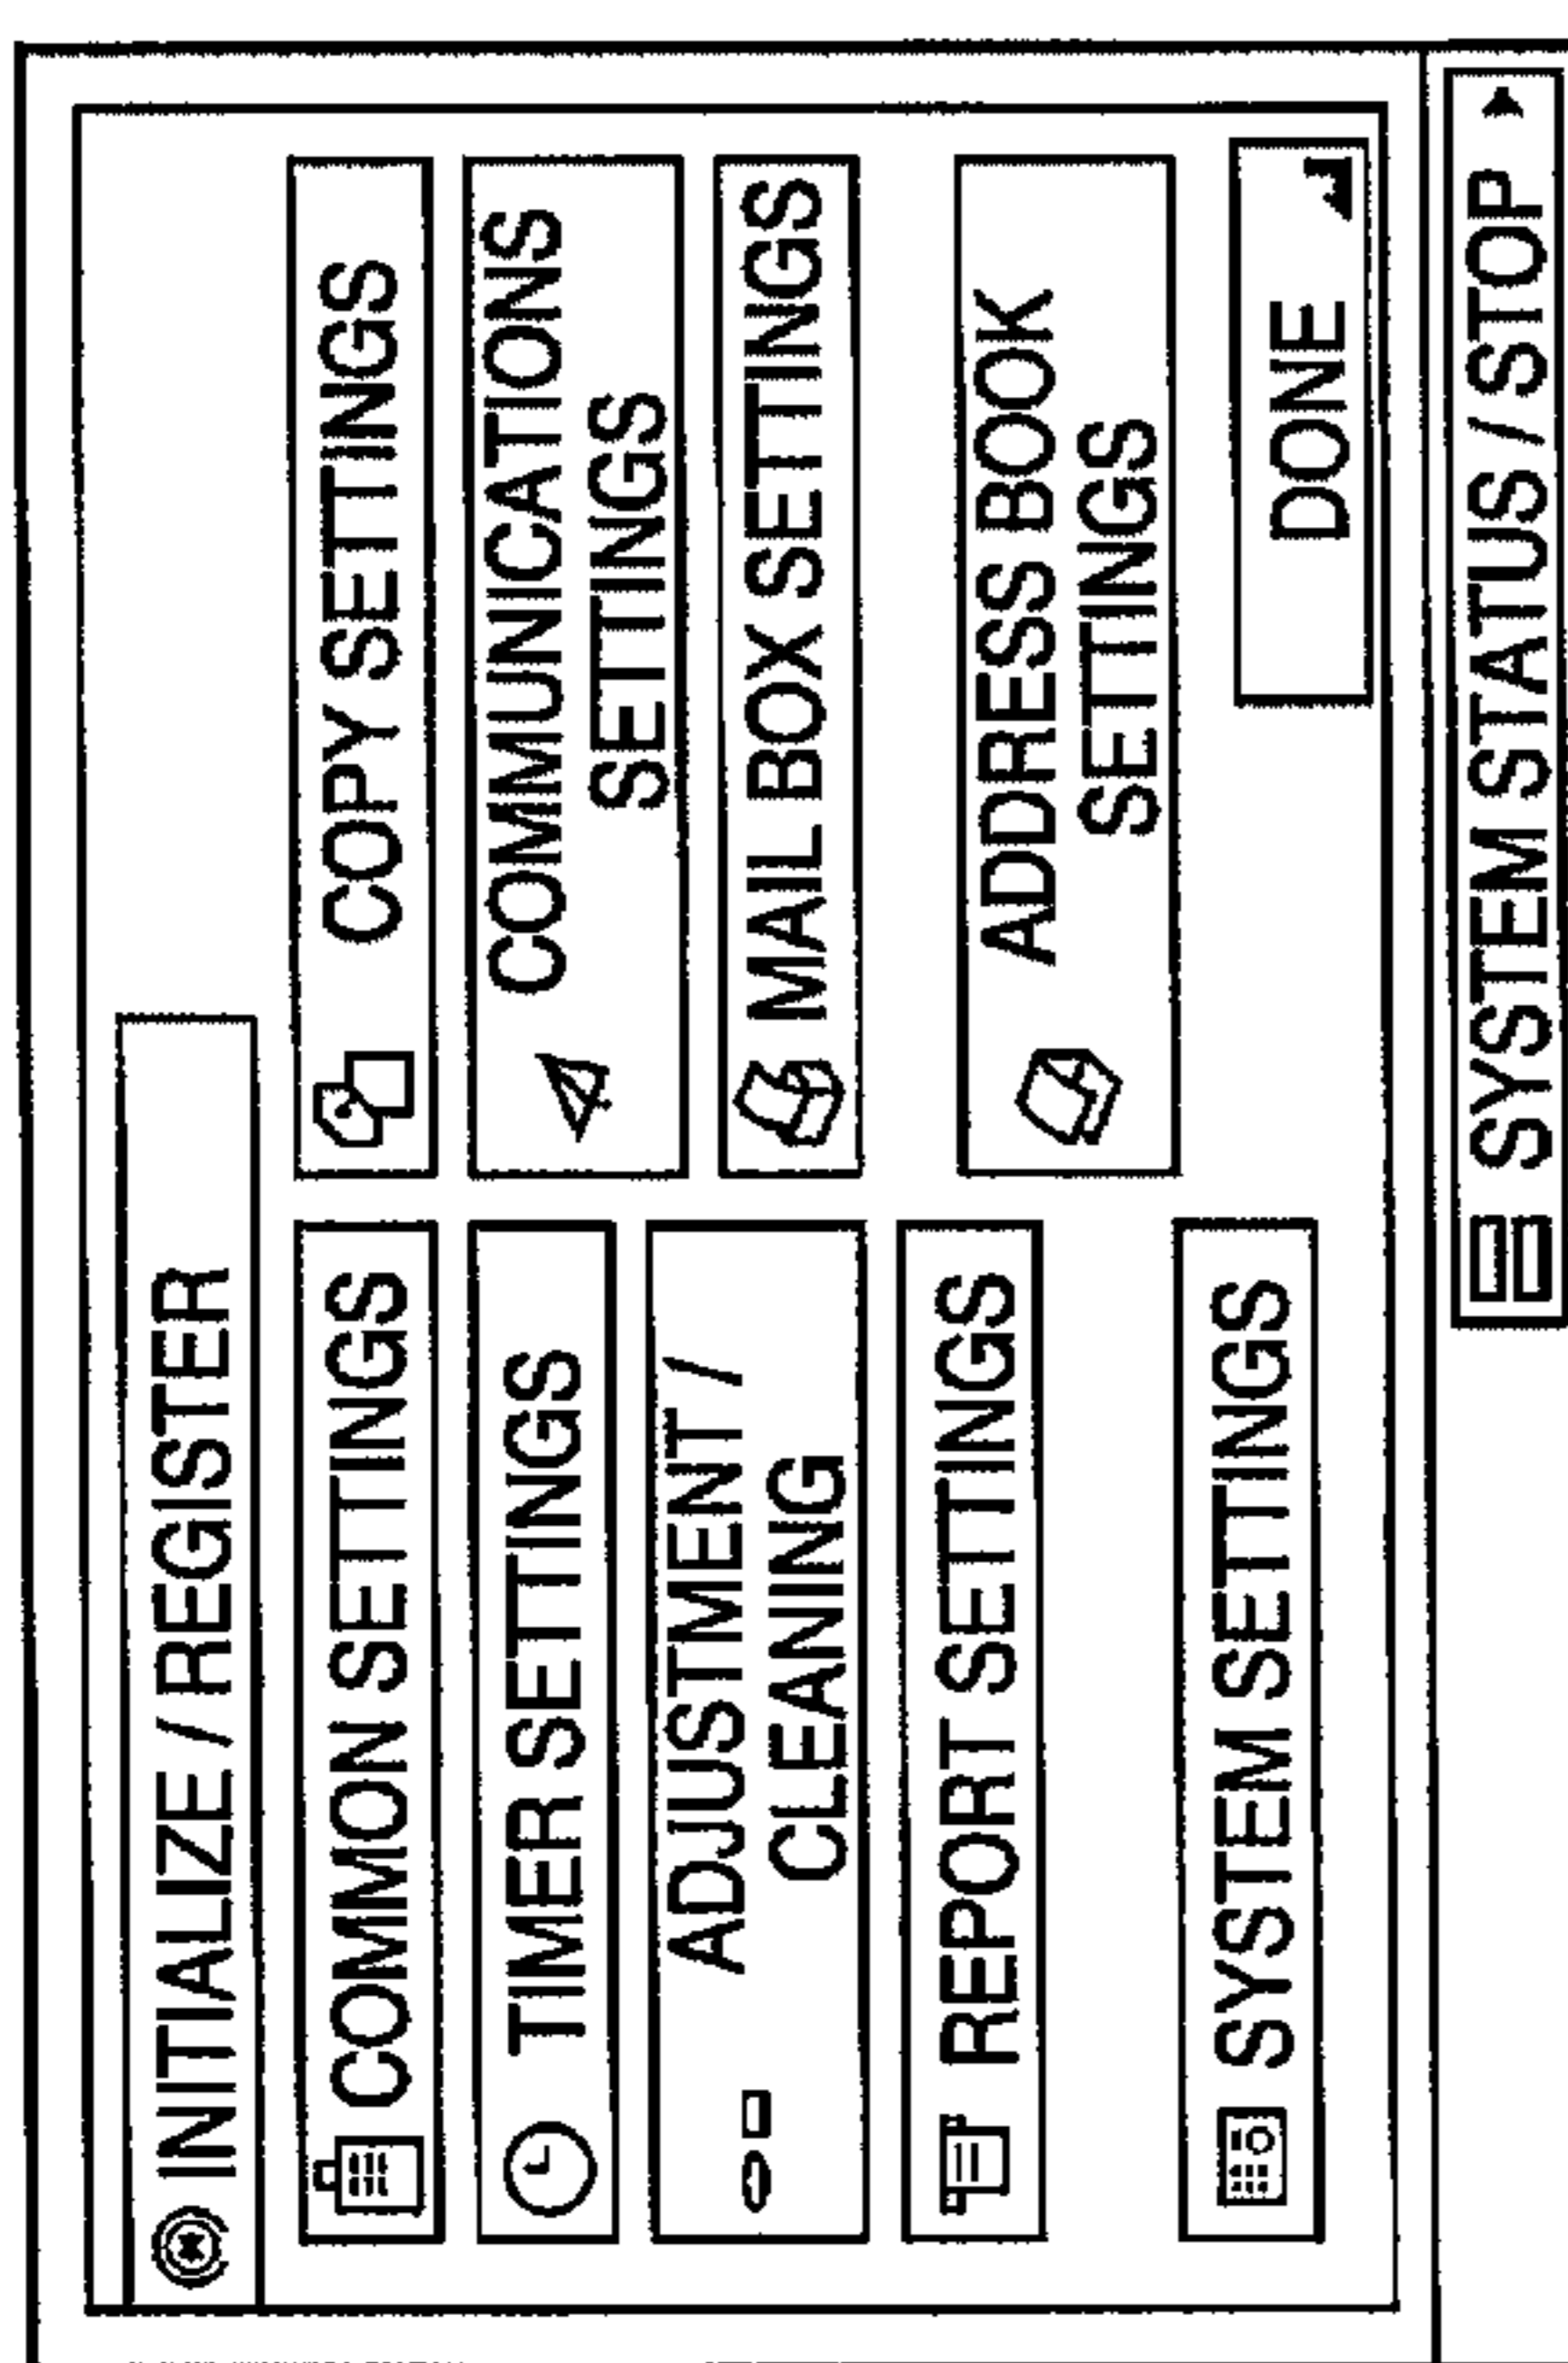 INITIALIZE / REGISTER
COMMON SETTINGS
TIMER SETTINGS
ADJUSTMENT /
CLEANING
REPORT SETTINGS
SYSTEM SETTINGS
COPY SETTINGS
COMMUNICATIONS
SETTINGS
MAIL BOX SETTINGS
ADDRESS BOOK
SETTINGS
DONE
SYSTEM STATUS / STOP